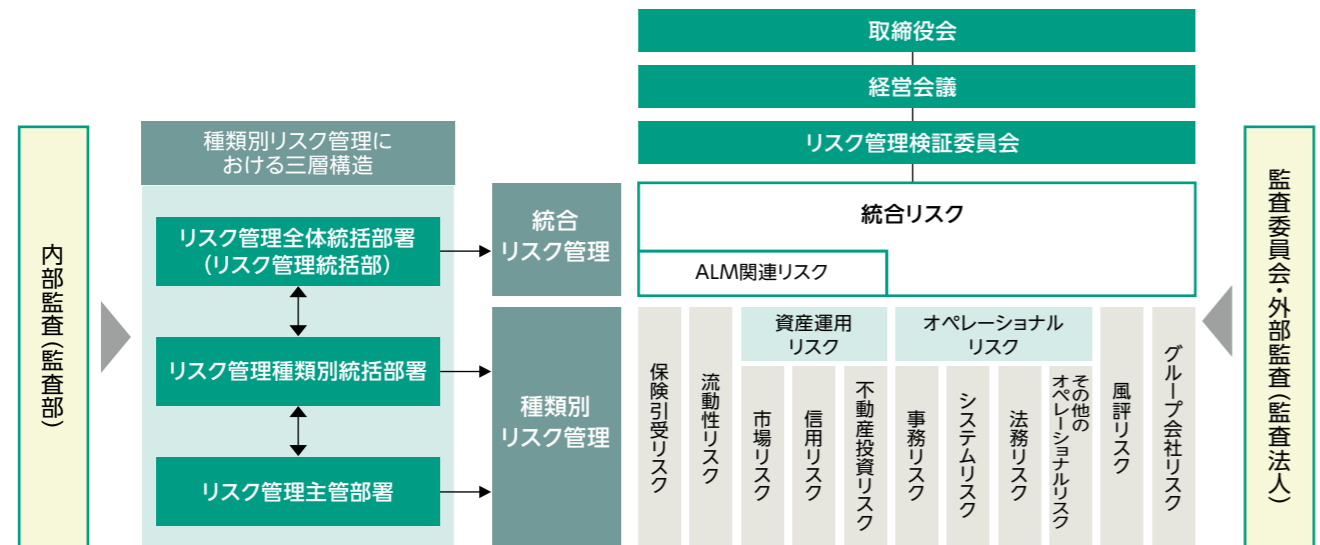 取締役会
経営会議
リスク管理検証委員会
内部監査(監査部)
種類別リスク管理に
おける三層構造
リスク管理全体統括部署
(リスク管理統括部)
リスク管理種類別統括部署
リスク管理主管部署
統合
リスク管理
種類別
リスク管理
統合リスク
ALM関連リスク
保険引受リスク
流動性リスク
資産運用
リスク
市場リスク
信用リスク
不動産投資リスク
オペレーショナル
リスク
事務リスク
システムリスク
法務リスク
その他の
オペレーショナルリスク
風評リスク
グループ会社リスク
監査委員会・外部監査(監査法人)